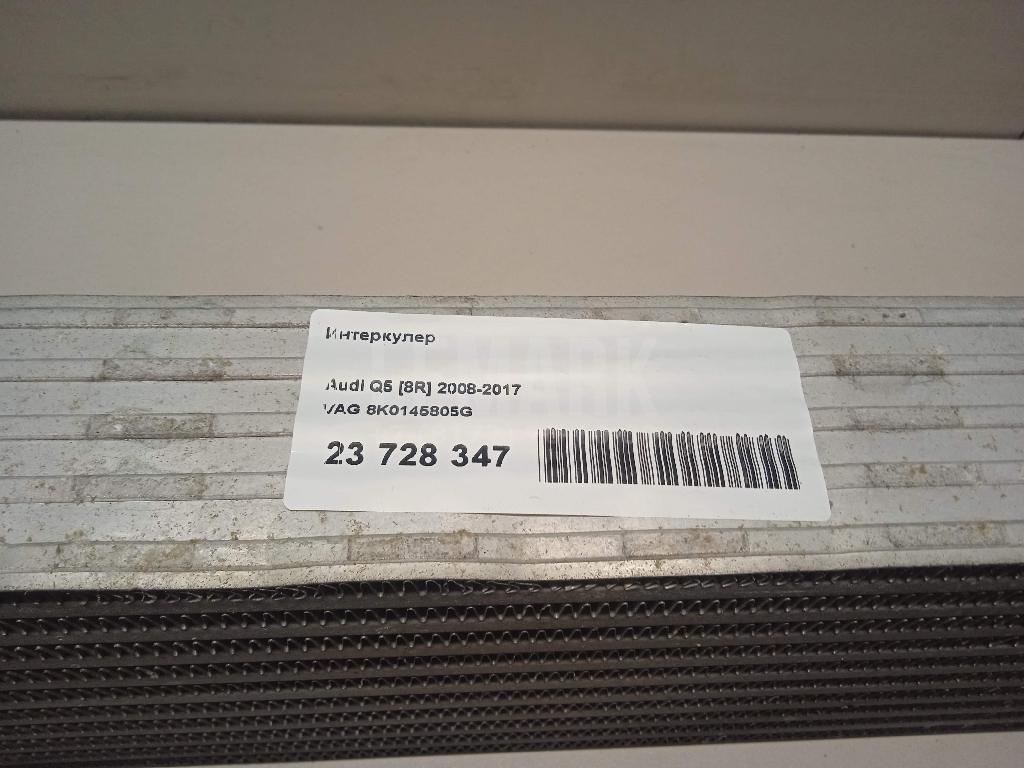 Интеркулер
Audi Q5 [8R] 2008-2017
VAG 8K0145805G
23 728 347